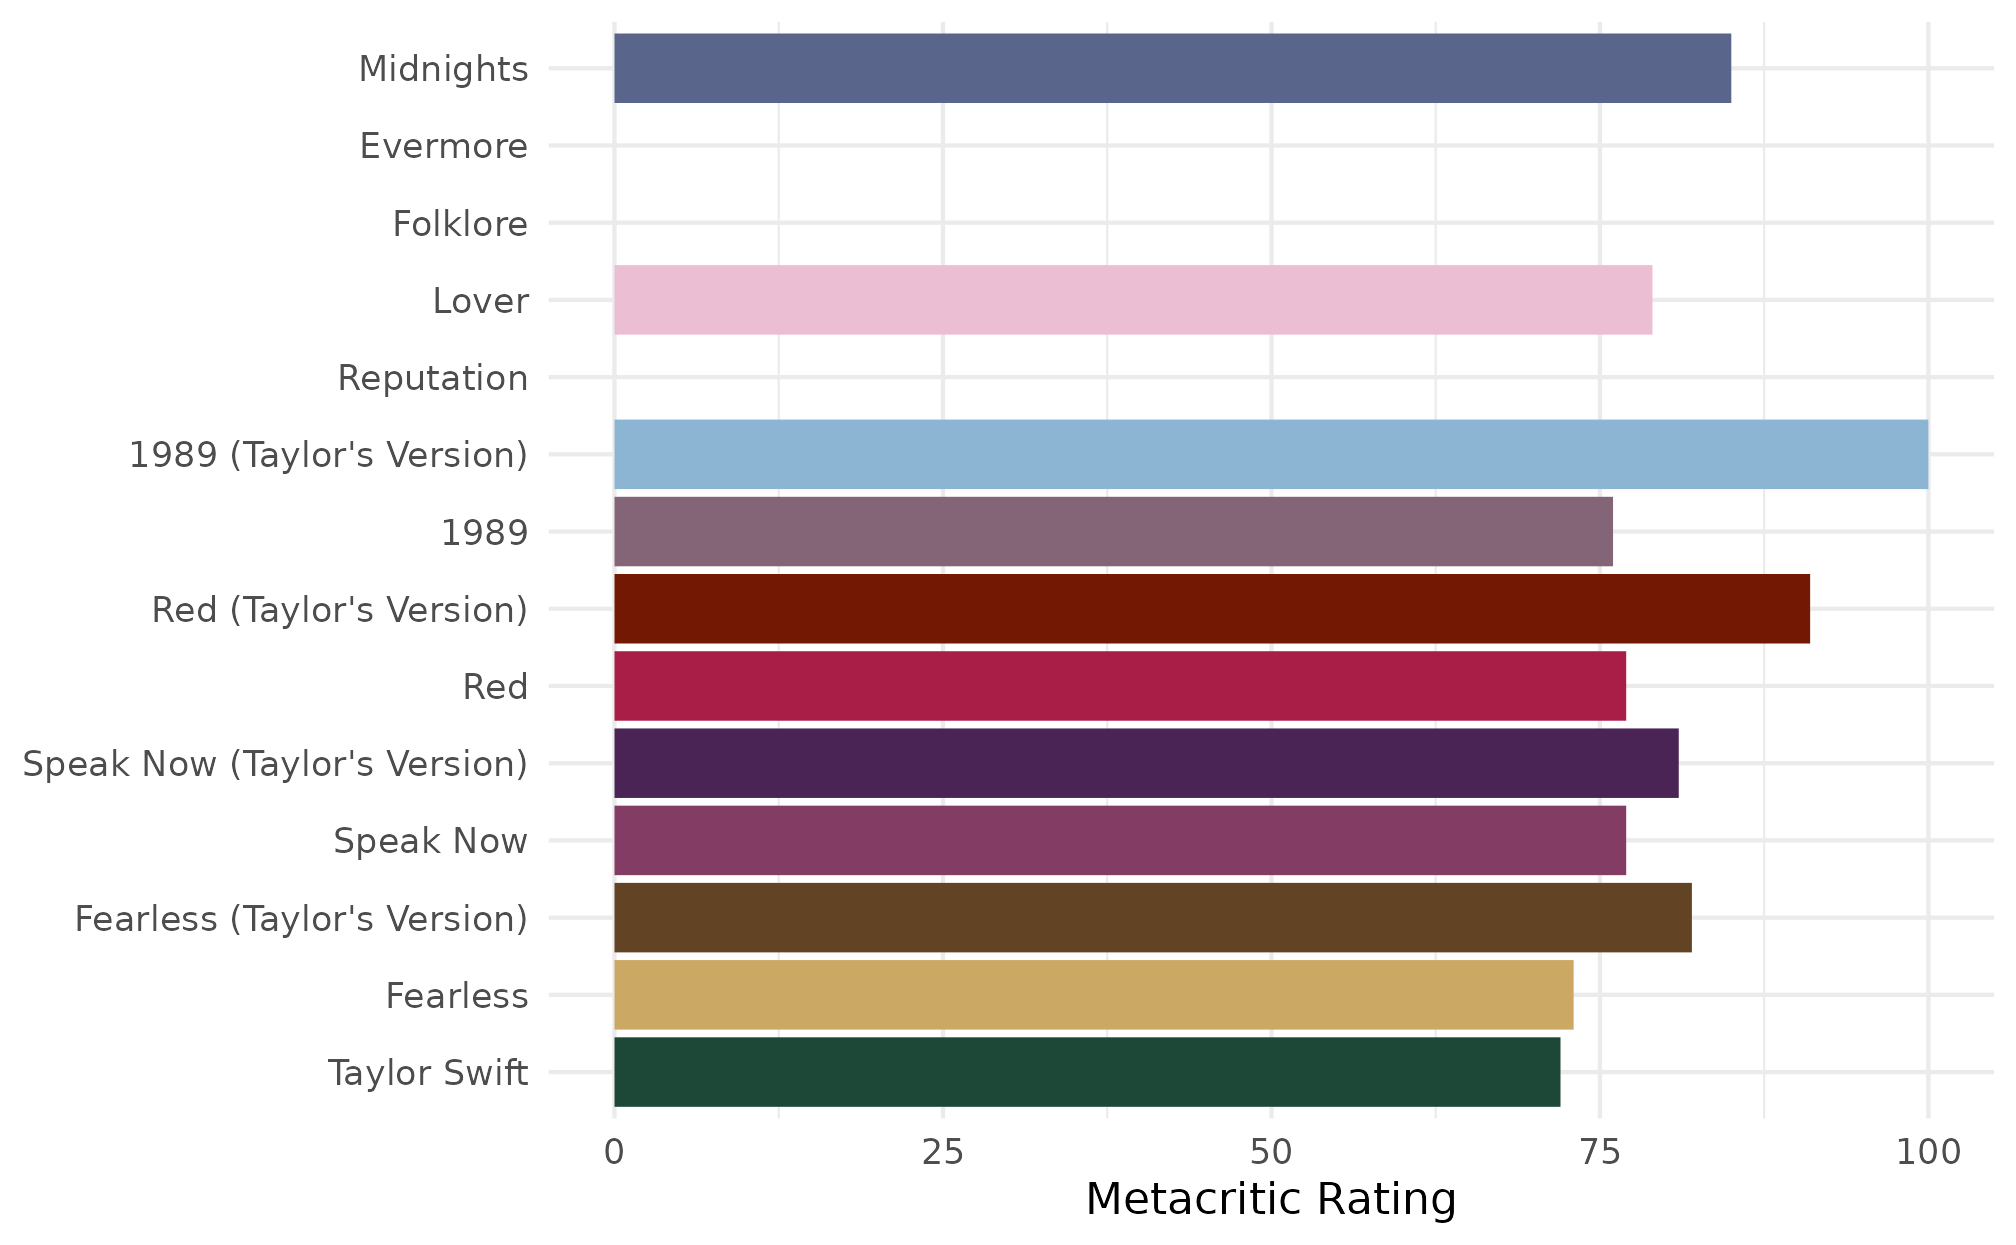 Midnights
Evermore
Folklore
Lover
Reputation
1989 (Taylor's Version)
1989
Red (Taylor's Version)
Red
Speak Now (Taylor's Version)
Speak Now
Fearless (Taylor's Version)
Fearless
Taylor Swift
0 25 50 75 100
Metacritic Rating